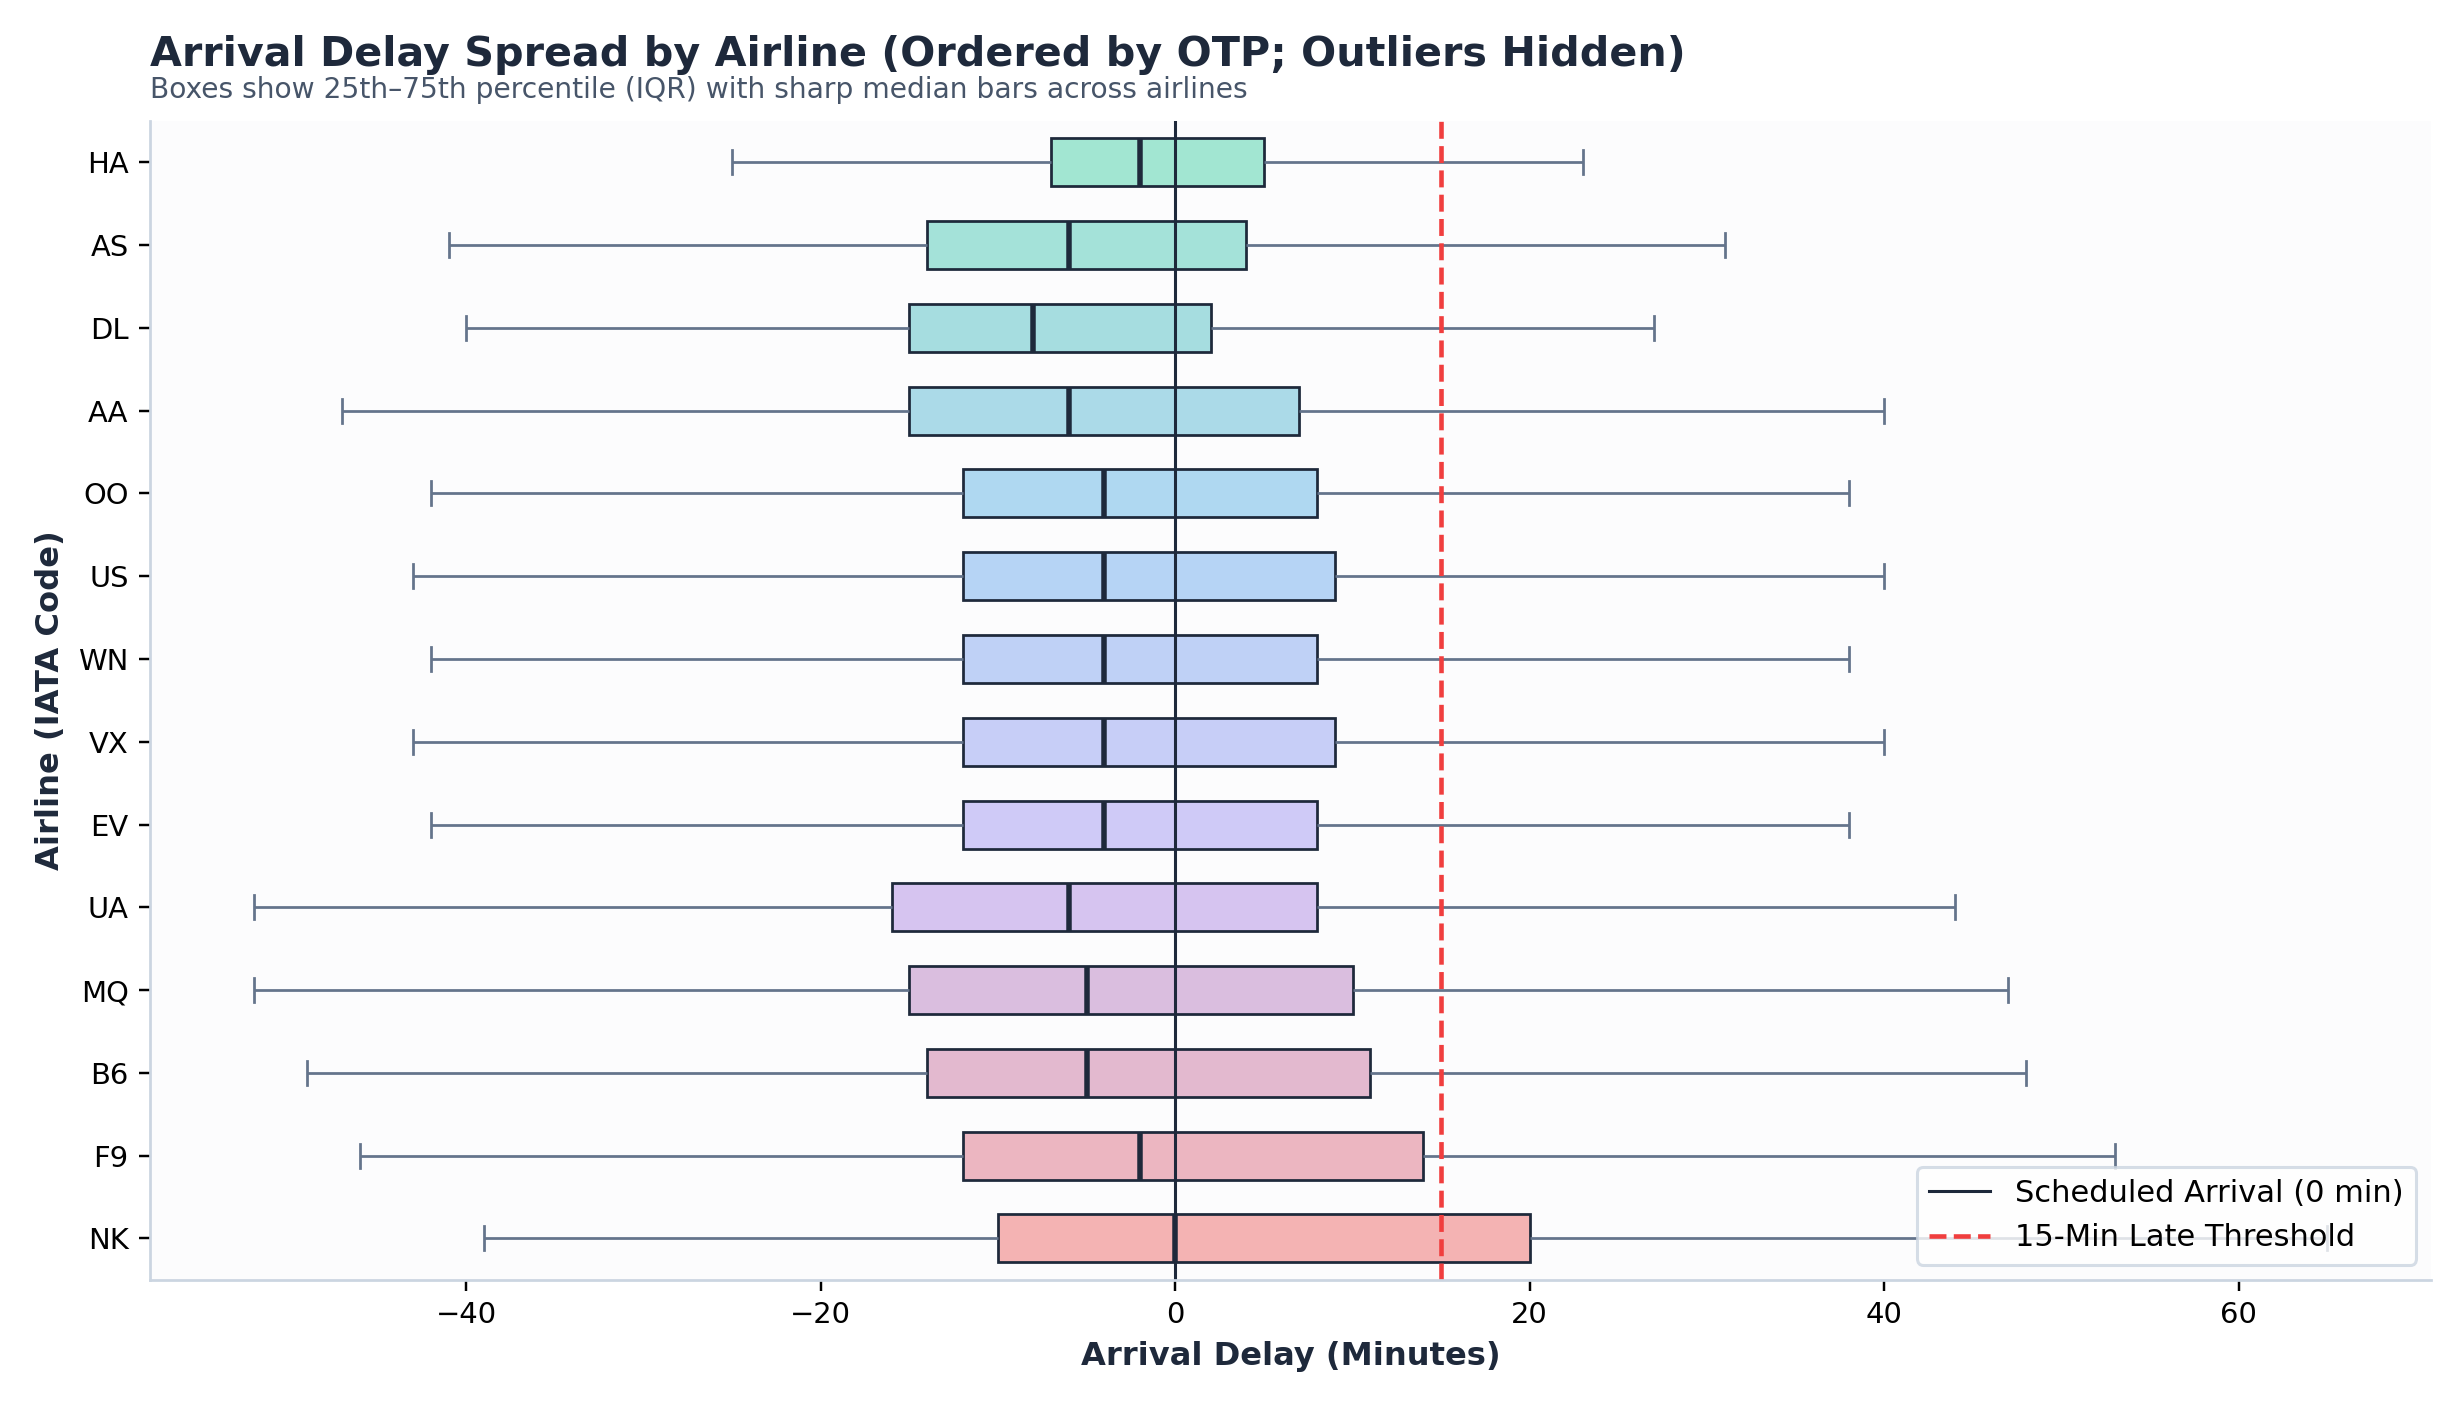 Arrival Delay Spread by Airline (Ordered by OTP; Outliers Hidden)
Boxes show 25th–75th percentile (IQR) with sharp median bars across airlines
Airline (IATA Code)
HA
AS
DL
AA
OO
US
WN
VX
EV
UA
MQ
B6
F9
NK
Scheduled Arrival (0 min)
15-Min Late Threshold
−40
−20
0
20
40
60
Arrival Delay (Minutes)